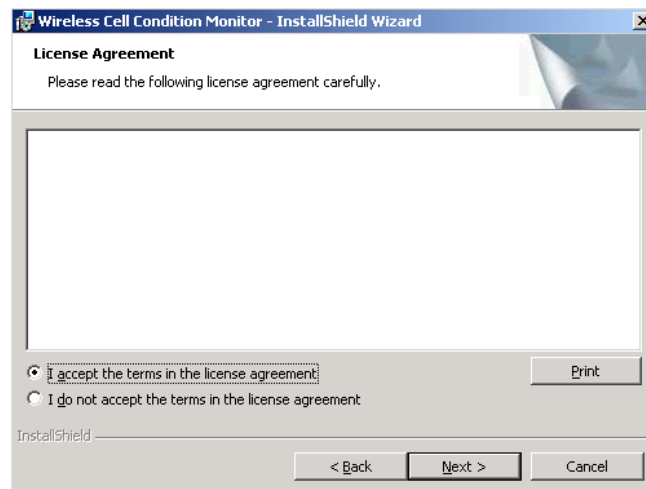 Wireless Cell Condition Monitor - InstallShield Wizard
License Agreement
Please read the following license agreement carefully.
I accept the terms in the license agreement
Print
I do not accept the terms in the license agreement
InstallShield
< Back Next > Cancel